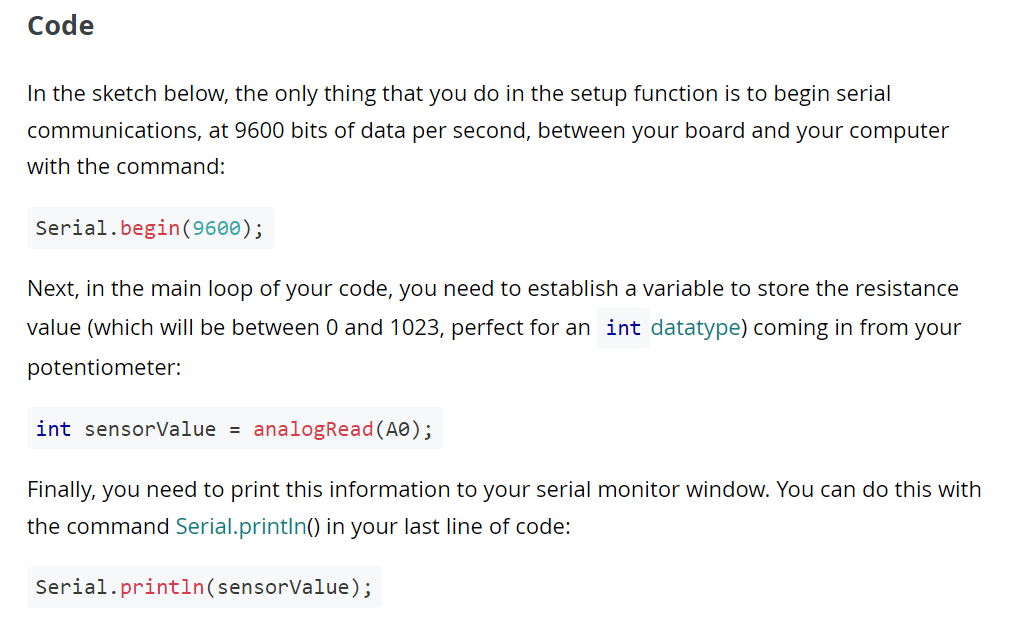 Code
In the sketch below, the only thing that you do in the setup function is to begin serial
communications, at 9600 bits of data per second, between your board and your computer
with the command:
Serial.begin(9600);
Next, in the main loop of your code, you need to establish a variable to store the resistance
value (which will be between 0 and 1023, perfect for an int datatype) coming in from your
potentiometer:
int sensorValue = analogRead(A0);
Finally, you need to print this information to your serial monitor window. You can do this with
the command Serial.println() in your last line of code:
Serial.println(sensorValue);